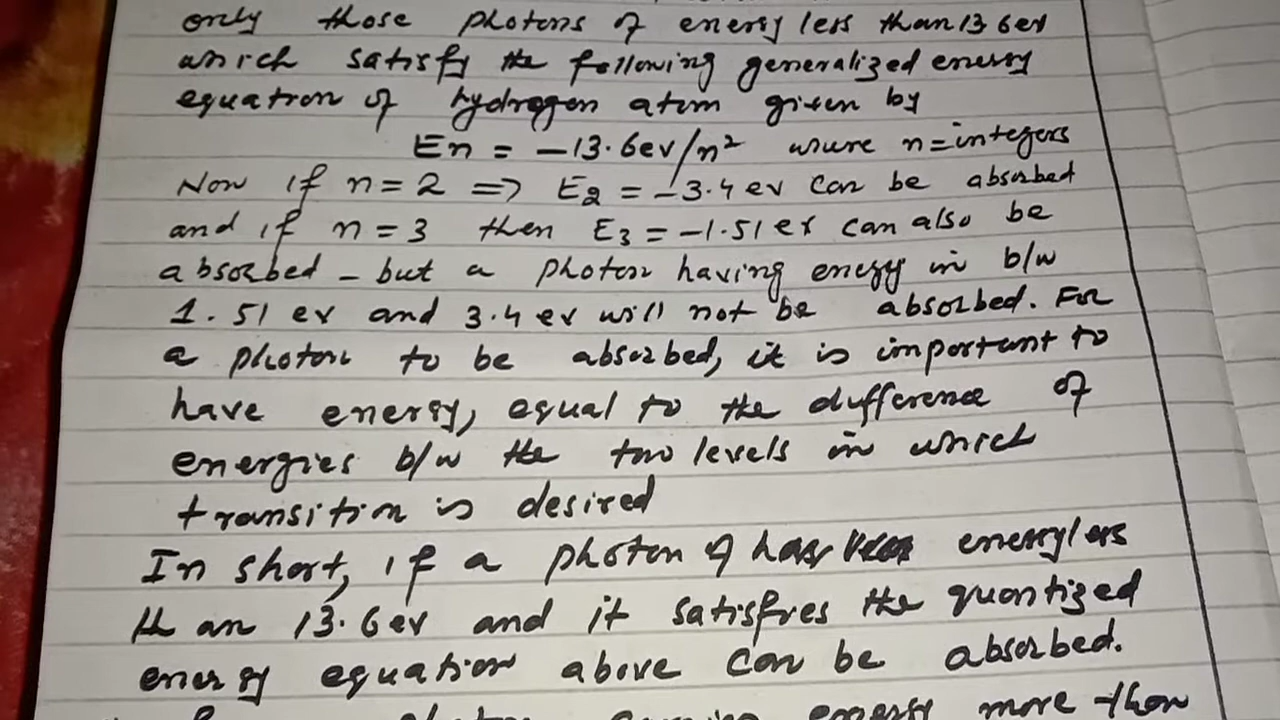 only those photons of energy less than 13 6ev
which satisfy the following generalized energy
equation of hydrogen atom given by
En = -13.6ev/n² where n=integers
Now if n=2 => E2 = -3.4 ev can be absorbed
and if n=3 then E3 = -1.51 ev can also be
absorbed - but a photon having energy in b/w
1.51 ev and 3.4 ev will not be absorbed. For
a photon to be absorbed, it is important to
have energy, equal to the difference of
energies b/w the two levels in which
transition is desired
In short, if a photon of has energy less
than 13.6ev and it satisfies the quantized
energy equation above can be absorbed.
photon energy more than